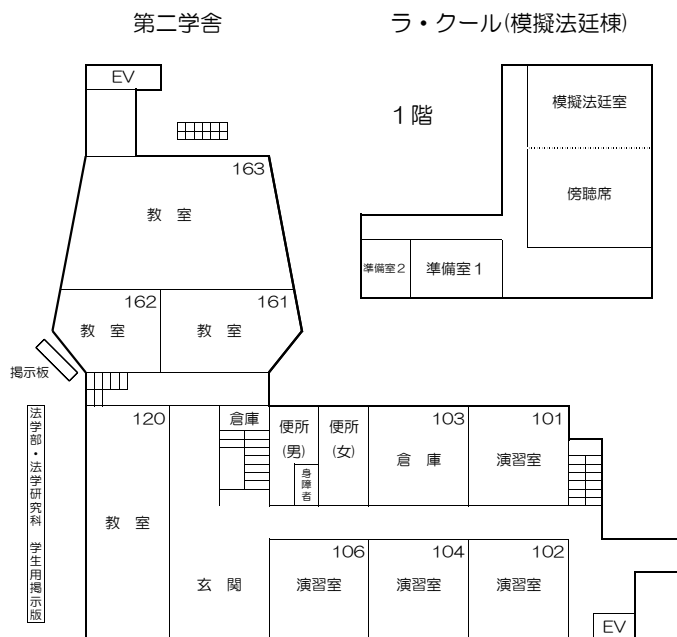 第二学舎
ラ・クール(模擬法廷棟)
EV
1階
模擬法廷室
傍聴席
準備室2
準備室1
163
教 室
162
教 室
161
教 室
掲示板
法学部・法学研究科 学生用掲示版
120
教 室
倉庫
便所
(男)
身障者
便所
(女)
103
倉 庫
101
演習室
玄 関
106
演習室
104
演習室
102
演習室
EV